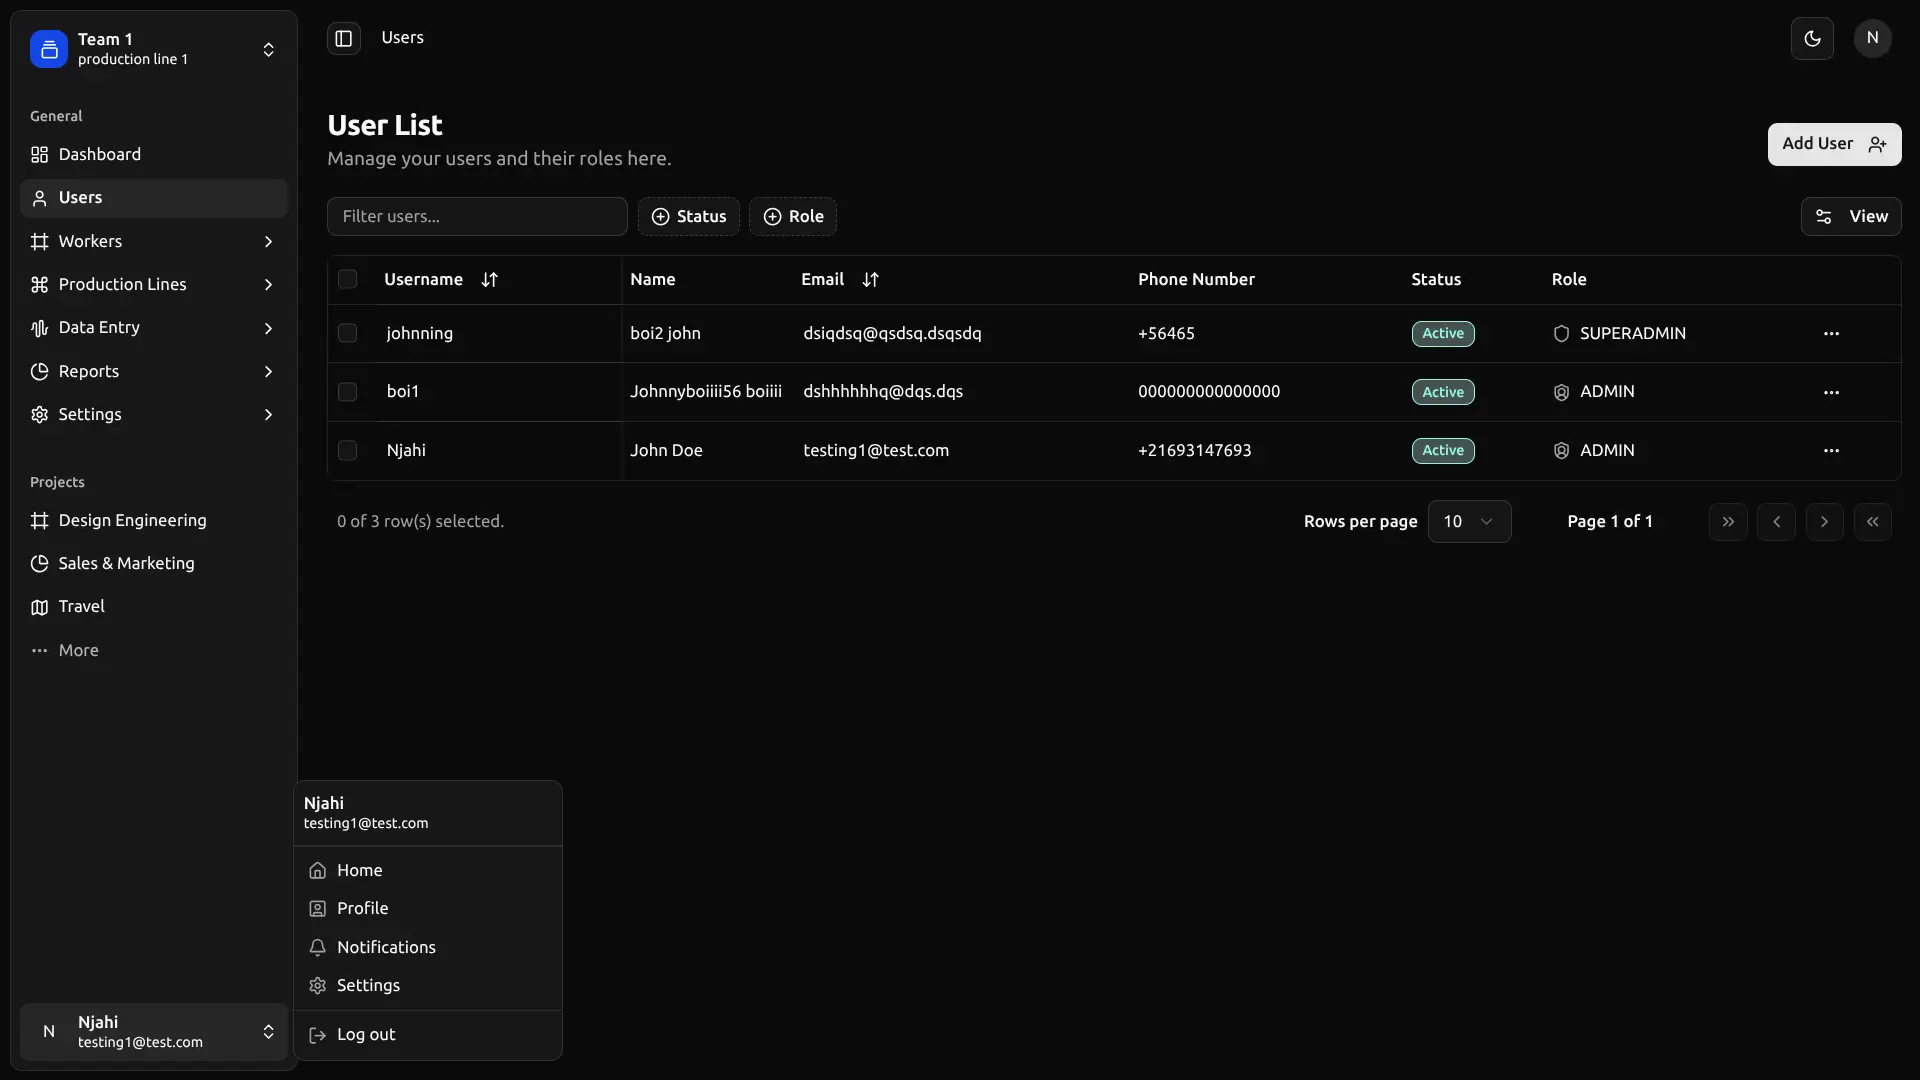 Team 1
production line 1
General
Dashboard
Users
Workers
Production Lines
Data Entry
Reports
Settings
Projects
Design Engineering
Sales & Marketing
Travel
More
N
Njahi
testing1@test.com
Users
N
User List
Manage your users and their roles here.
Add User
Filter users...
Status
Role
View
Username Name Email Phone Number Status Role
johnning boi2 john dsiqdsq@qsdsq.dsqsdq +56465 Active SUPERADMIN
boi1 Johnnyboiiii56 boiiii dshhhhhhq@dqs.dqs 000000000000000 Active ADMIN
Njahi John Doe testing1@test.com +21693147693 Active ADMIN
0 of 3 row(s) selected.
Rows per page 10
Page 1 of 1
Njahi
testing1@test.com
Home
Profile
Notifications
Settings
Log out